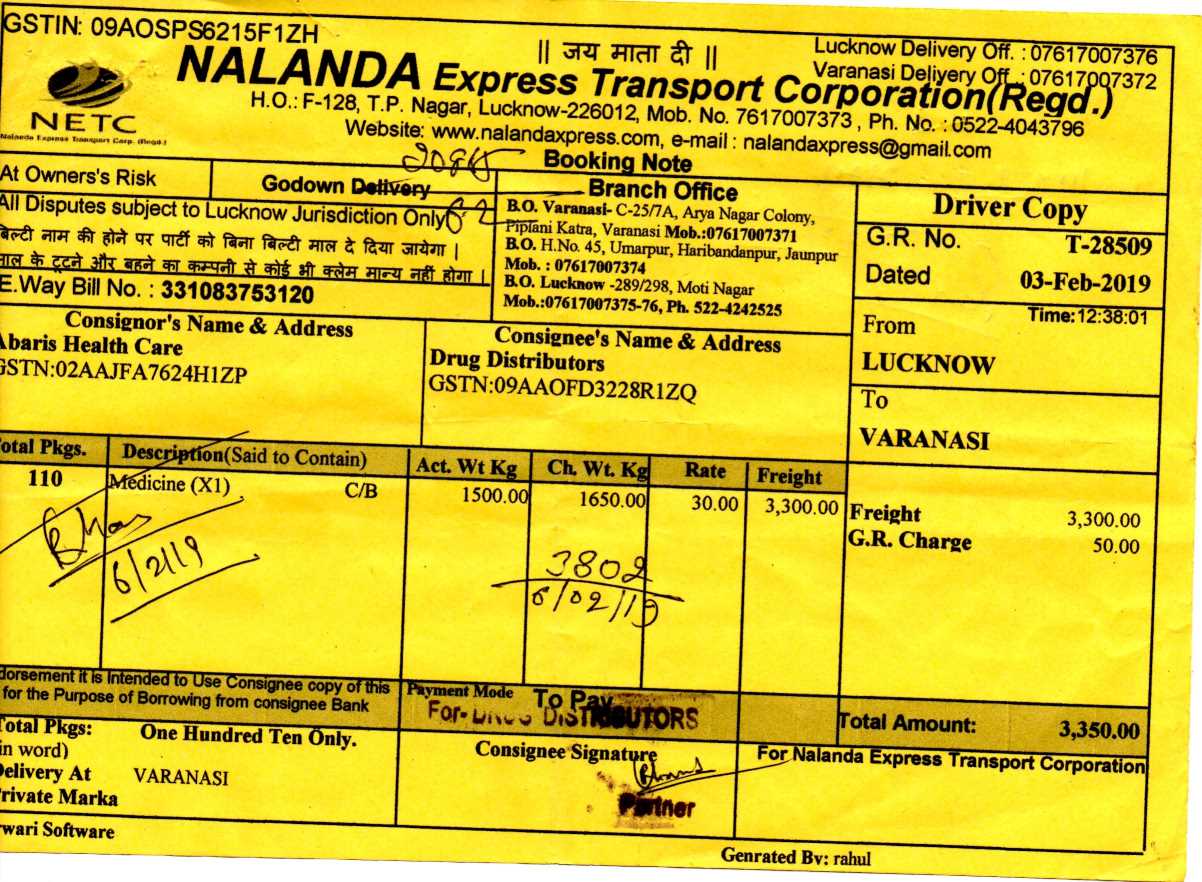 GSTIN: 09AOSPS6215F1ZH
|| जय माता दी ||
Lucknow Delivery Off. : 07617007376
Varanasi Delivery Off. : 07617007372
NALANDA Express Transport Corporation(Regd.)
NETC
Nalanda Express Transport Corp. (Regd.)
H.O.: F-128, T.P. Nagar, Lucknow-226012, Mob. No. 7617007373 , Ph. No. : 0522-4043796
Website: www.nalandaxpress.com, e-mail : nalandaxpress@gmail.com
Booking Note
At Owners's Risk
Godown Delivery
All Disputes subject to Lucknow Jurisdiction Only
बिल्टी नाम की होने पर पार्टी को बिना बिल्टी माल दे दिया जायेगा ।
माल के टूटने और बहने का कम्पनी से कोई भी क्लेम मान्य नहीं होगा ।
E.Way Bill No. : 331083753120
Branch Office
B.O. Varanasi- C-25/7A, Arya Nagar Colony,
Piplani Katra, Varanasi Mob.:07617007371
B.O. H.No. 45, Umarpur, Haribandanpur, Jaunpur
Mob. : 07617007374
B.O. Lucknow -289/298, Moti Nagar
Mob.:07617007375-76, Ph. 522-4242525
Driver Copy
G.R. No. T-28509
Dated 03-Feb-2019
Time:12:38:01
From
LUCKNOW
To
VARANASI
Consignor's Name & Address
Abaris Health Care
GSTN:02AAJFA7624H1ZP
Consignee's Name & Address
Drug Distributors
GSTN:09AAOFD3228R1ZQ
Total Pkgs. Description(Said to Contain) Act. Wt Kg Ch. Wt. Kg Rate Freight
110 Medicine (X1) C/B 1500.00 1650.00 30.00 3,300.00
Freight 3,300.00
G.R. Charge 50.00
6/2/19
3802
6/02/19
dorsement it is Intended to Use Consignee copy of this
for the Purpose of Borrowing from consignee Bank
Payment Mode To Pay
For- DRUG DISTRIBUTORS
Total Amount: 3,350.00
Total Pkgs: One Hundred Ten Only.
in word)
Delivery At VARANASI
Private Marka
Consignee Signature
Partner
For Nalanda Express Transport Corporation
wari Software
Genrated By: rahul